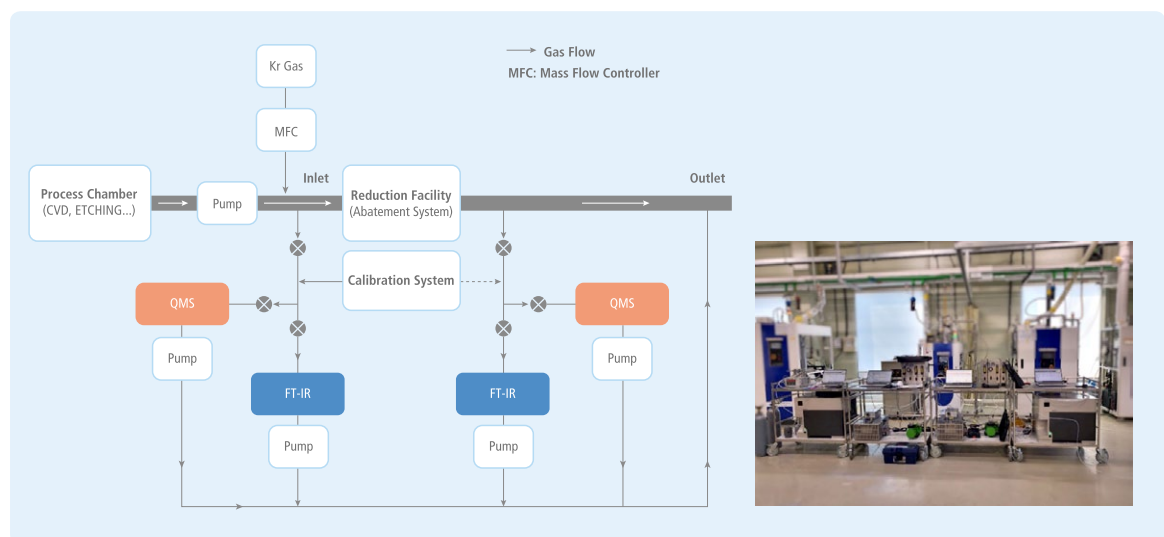 Kr Gas
Gas Flow
MFC: Mass Flow Controller
MFC
Inlet
Outlet
Process Chamber
(CVD, ETCHING...)
Pump
Reduction Facility
(Abatement System)
Calibration System
QMS
QMS
Pump
Pump
FT-IR
FT-IR
Pump
Pump